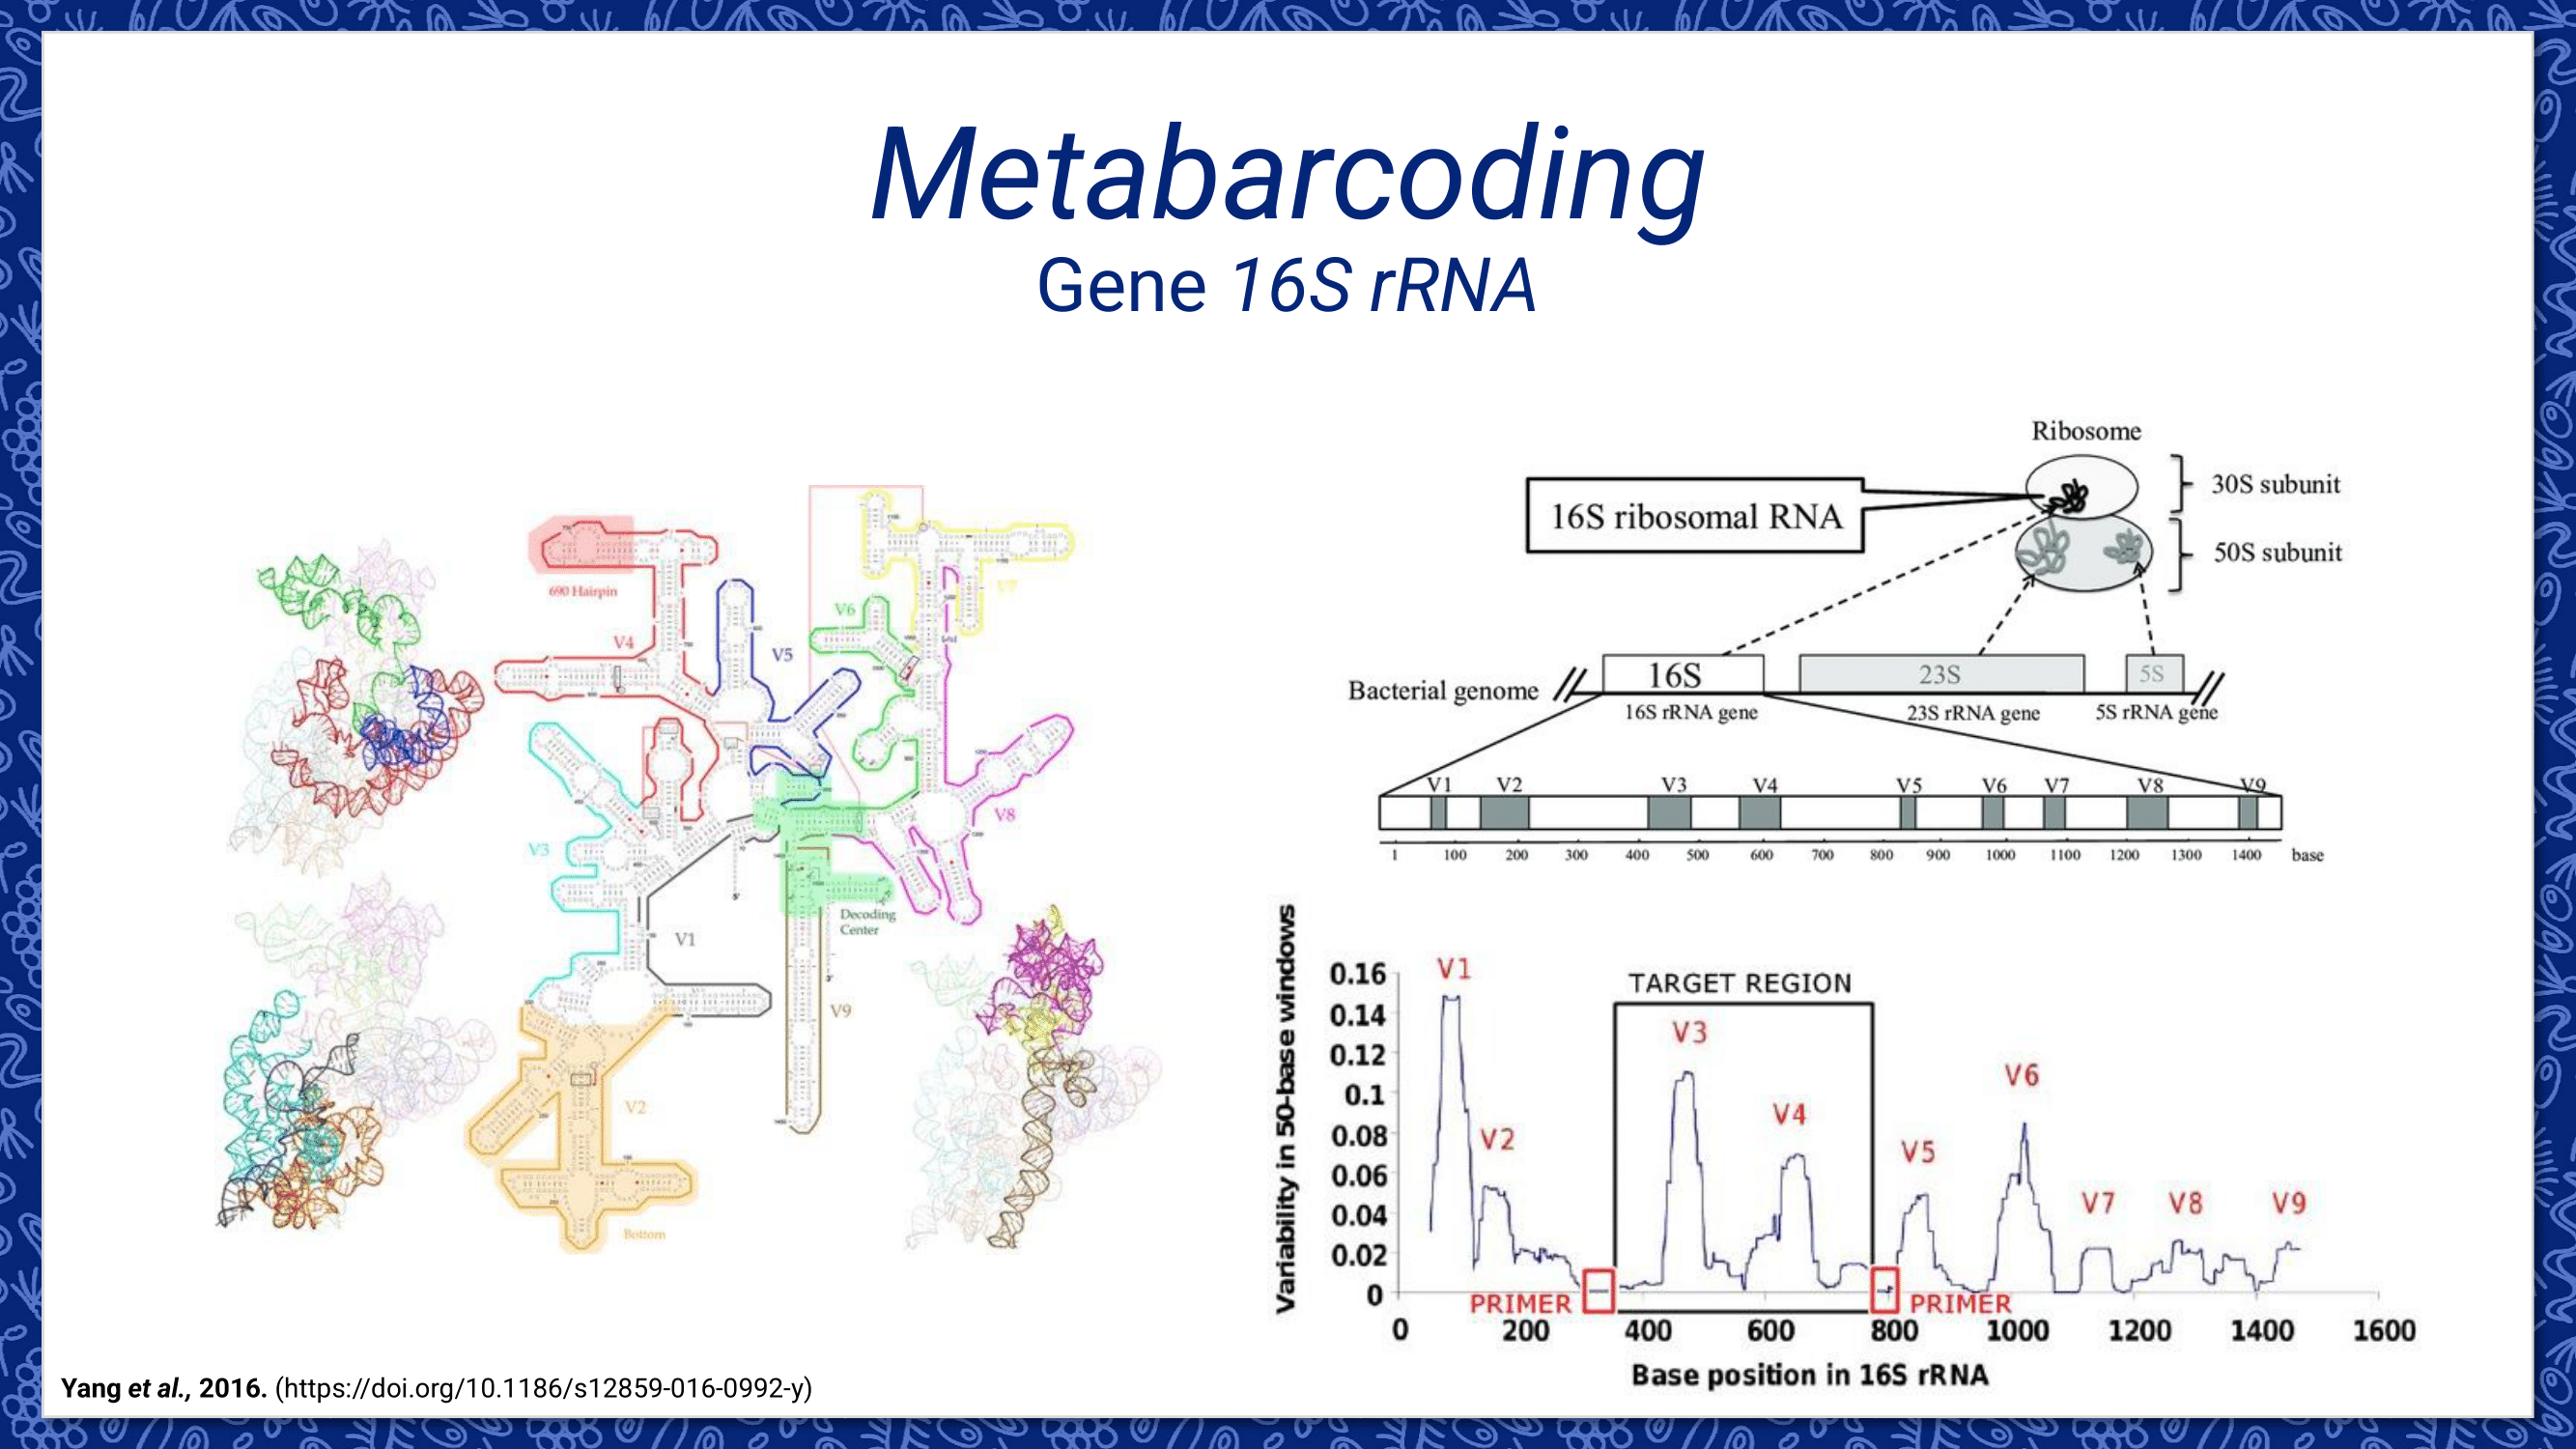 Metabarcoding
Gene 16S rRNA
690 Hairpin
V4
V5
V6
V7
V3
V8
Decoding
Center
V1
V9
V2
Bottom
Ribosome
30S subunit
16S ribosomal RNA
50S subunit
Bacterial genome
16S
23S
5S
16S rRNA gene
23S rRNA gene
5S rRNA gene
V1 V2 V3 V4 V5 V6 V7 V8 V9
1 100 200 300 400 500 600 700 800 900 1000 1100 1200 1300 1400 base
Variability in 50-base windows
0.16
0.14
0.12
0.1
0.08
0.06
0.04
0.02
0
V1
TARGET REGION
V3
V6
V4
V2
V5
V7
V8
V9
PRIMER
PRIMER
0 200 400 600 800 1000 1200 1400 1600
Base position in 16S rRNA
Yang et al., 2016. (https://doi.org/10.1186/s12859-016-0992-y)